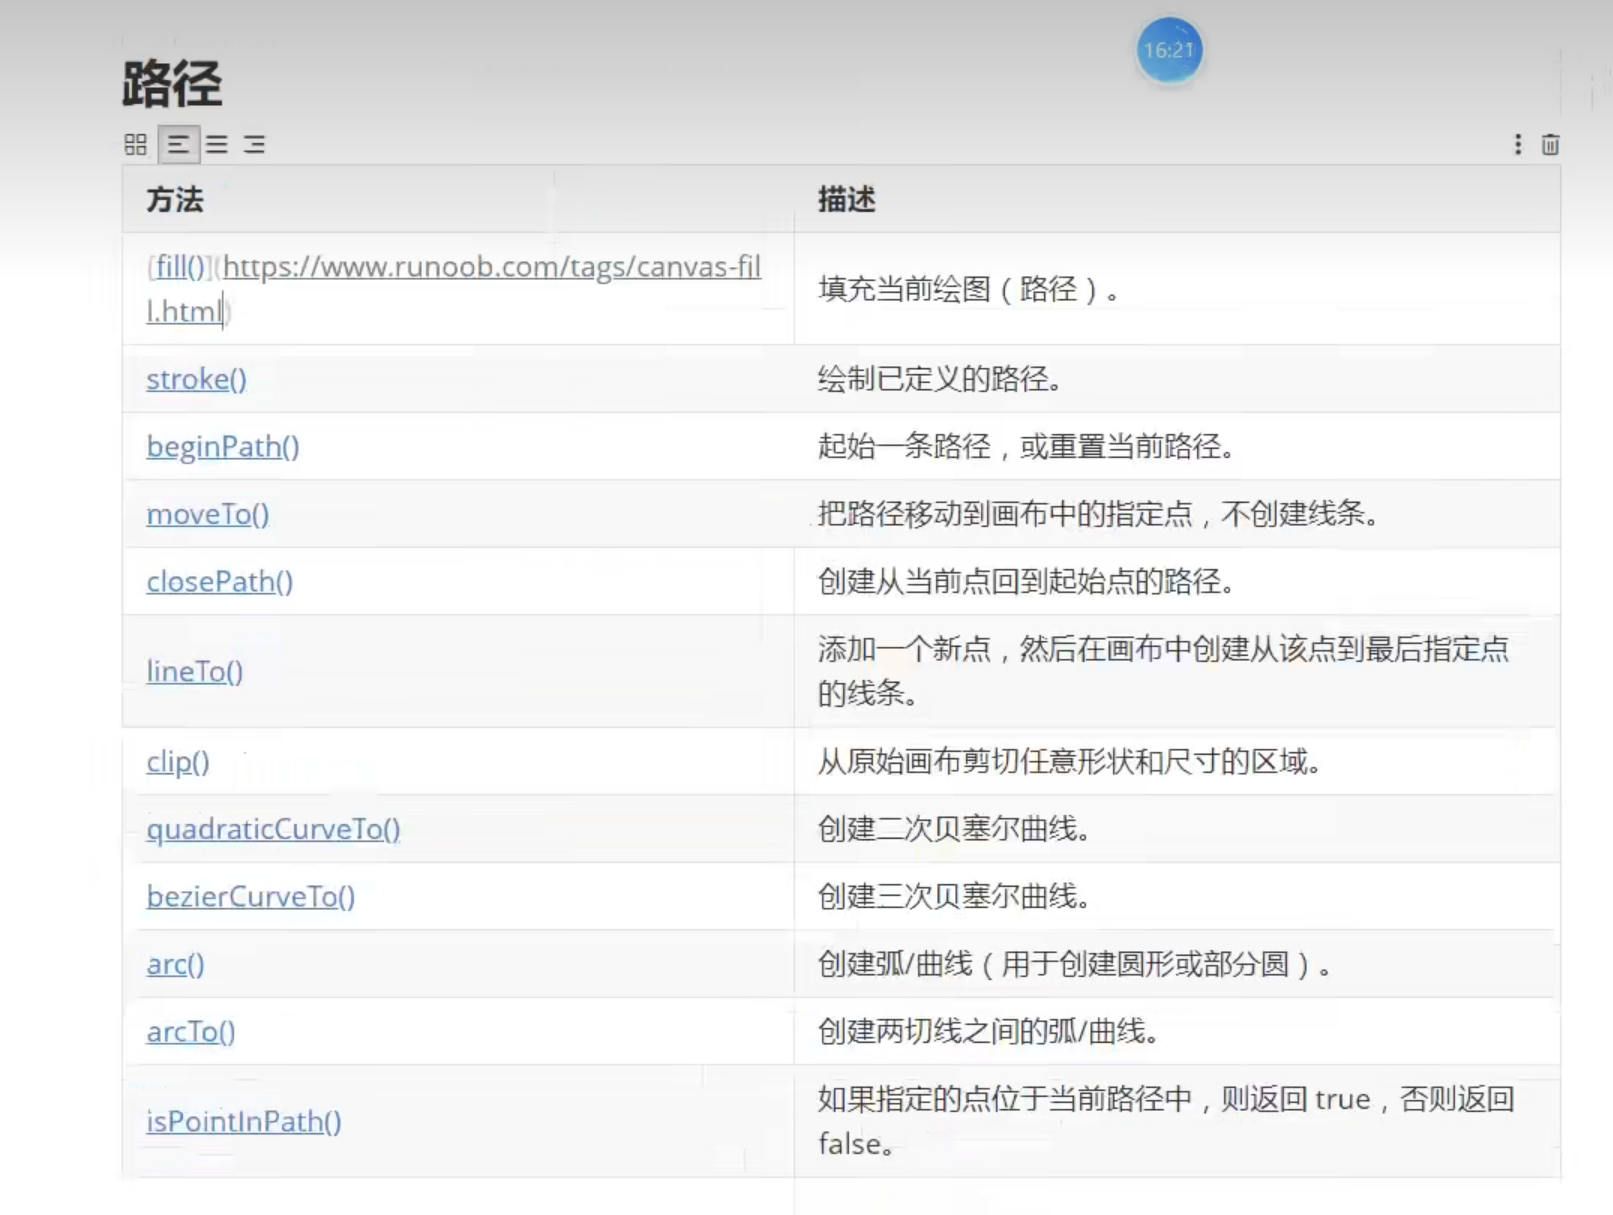 16:21
路径
方法
描述
[fill()](https://www.runoob.com/tags/canvas-fil
l.html)
填充当前绘图（路径）。
stroke()
绘制已定义的路径。
beginPath()
起始一条路径，或重置当前路径。
moveTo()
把路径移动到画布中的指定点，不创建线条。
closePath()
创建从当前点回到起始点的路径。
lineTo()
添加一个新点，然后在画布中创建从该点到最后指定点
的线条。
clip()
从原始画布剪切任意形状和尺寸的区域。
quadraticCurveTo()
创建二次贝塞尔曲线。
bezierCurveTo()
创建三次贝塞尔曲线。
arc()
创建弧/曲线（用于创建圆形或部分圆）。
arcTo()
创建两切线之间的弧/曲线。
isPointInPath()
如果指定的点位于当前路径中，则返回 true，否则返回
false。